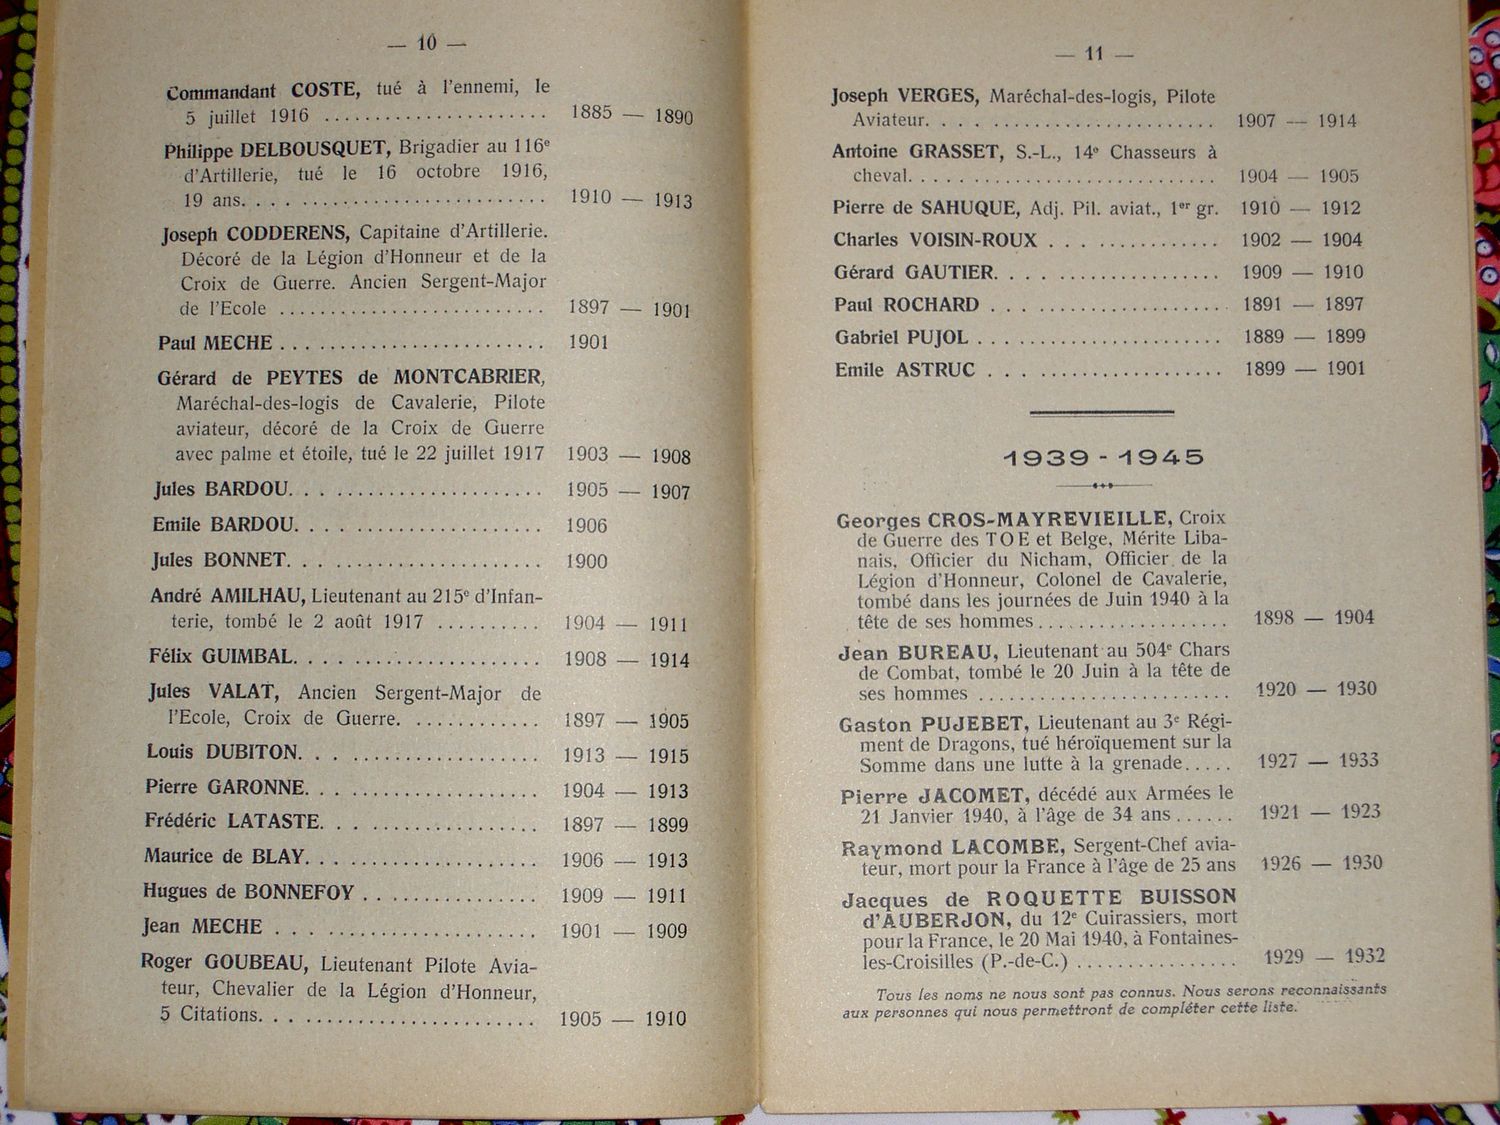 — 10 —
Commandant COSTE, tué à l'ennemi, le
5 juillet 1916 ...................... 1885 — 1890
Philippe DELBOUSQUET, Brigadier au 116e
d'Artillerie, tué le 16 octobre 1916,
19 ans. ........................... 1910 — 1913
Joseph CODDERENS, Capitaine d'Artillerie.
Décoré de la Légion d'Honneur et de la
Croix de Guerre. Ancien Sergent-Major
de l'Ecole .......................... 1897 — 1901
Paul MECHE ........................ 1901
Gérard de PEYTES de MONTCABRIER,
Maréchal-des-logis de Cavalerie, Pilote
aviateur, décoré de la Croix de Guerre
avec palme et étoile, tué le 22 juillet 1917 1903 — 1908
Jules BARDOU. ..................... 1905 — 1907
Emile BARDOU. ..................... 1906
Jules BONNET. ..................... 1900
André AMILHAU, Lieutenant au 215e d'Infan-
terie, tombé le 2 août 1917 .......... 1904 — 1911
Félix GUIMBAL. ..................... 1908 — 1914
Jules VALAT, Ancien Sergent-Major de
l'Ecole, Croix de Guerre. ............ 1897 — 1905
Louis DUBITON. .................... 1913 — 1915
Pierre GARONNE. ................... 1904 — 1913
Frédéric LATASTE. .................. 1897 — 1899
Maurice de BLAY. ................... 1906 — 1913
Hugues de BONNEFOY ............... 1909 — 1911
Jean MECHE ....................... 1901 — 1909
Roger GOUBEAU, Lieutenant Pilote Avia-
teur, Chevalier de la Légion d'Honneur,
5 Citations. ........................ 1905 — 1910
— 11 —
Joseph VERGES, Maréchal-des-logis, Pilote
Aviateur. ......................... 1907 — 1914
Antoine GRASSET, S.-L., 14e Chasseurs à
cheval. ........................... 1904 — 1905
Pierre de SAHUQUE, Adj. Pil. aviat., 1er gr. 1910 — 1912
Charles VOISIN-ROUX ............... 1902 — 1904
Gérard GAUTIER. ................... 1909 — 1910
Paul ROCHARD ..................... 1891 — 1897
Gabriel PUJOL ...................... 1889 — 1899
Emile ASTRUC ..................... 1899 — 1901
1939 - 1945
Georges CROS-MAYREVIEILLE, Croix
de Guerre des TOE et Belge, Mérite Liba-
nais, Officier du Nicham, Officier de la
Légion d'Honneur, Colonel de Cavalerie,
tombé dans les journées de Juin 1940 à la
tête de ses hommes .................. 1898 — 1904
Jean BUREAU, Lieutenant au 504e Chars
de Combat, tombé le 20 Juin à la tête de
ses hommes ........................ 1920 — 1930
Gaston PUJEBET, Lieutenant au 3e Régi-
ment de Dragons, tué héroïquement sur la
Somme dans une lutte à la grenade..... 1927 — 1933
Pierre JACOMET, décédé aux Armées le
21 Janvier 1940, à l'âge de 34 ans ...... 1921 — 1923
Raymond LACOMBE, Sergent-Chef avia-
teur, mort pour la France à l'âge de 25 ans 1926 — 1930
Jacques de ROQUETTE BUISSON
d'AUBERJON, du 12e Cuirassiers, mort
pour la France, le 20 Mai 1940, à Fontaines-
les-Croisilles (P.-de-C.) ................ 1929 — 1932
Tous les noms ne nous sont pas connus. Nous serons reconnaissants
aux personnes qui nous permettront de compléter cette liste.